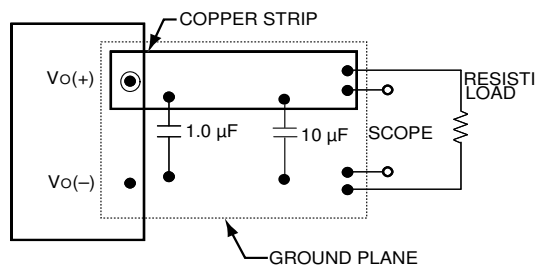 COPPER STRIP
VO(+)
RESISTI
LOAD
1.0 µF
10 µF
SCOPE
VO(–)
GROUND PLANE